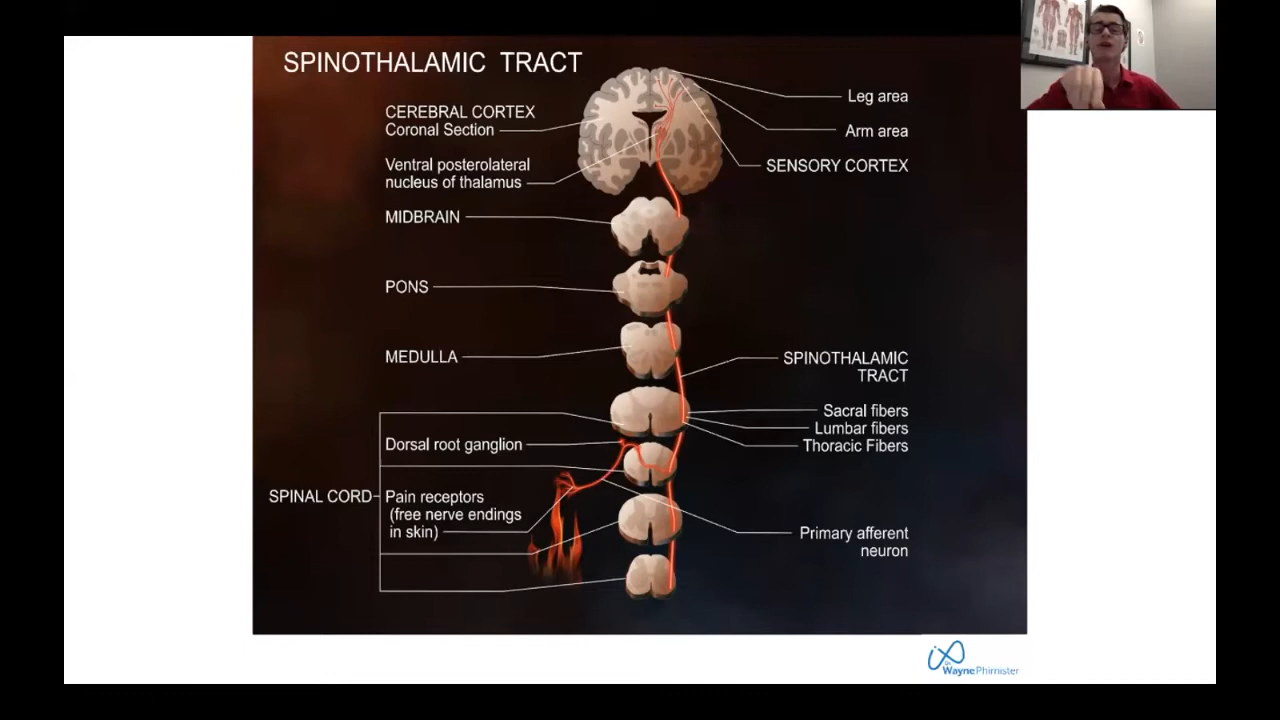 SPINOTHALAMIC TRACT
CEREBRAL CORTEX
Coronal Section
Ventral posterolateral
nucleus of thalamus
MIDBRAIN
PONS
MEDULLA
Dorsal root ganglion
SPINAL CORD
Pain receptors
(free nerve endings
in skin)
Leg area
Arm area
SENSORY CORTEX
SPINOTHALAMIC
TRACT
Sacral fibers
Lumbar fibers
Thoracic Fibers
Primary afferent
neuron
Dr
WaynePhimister